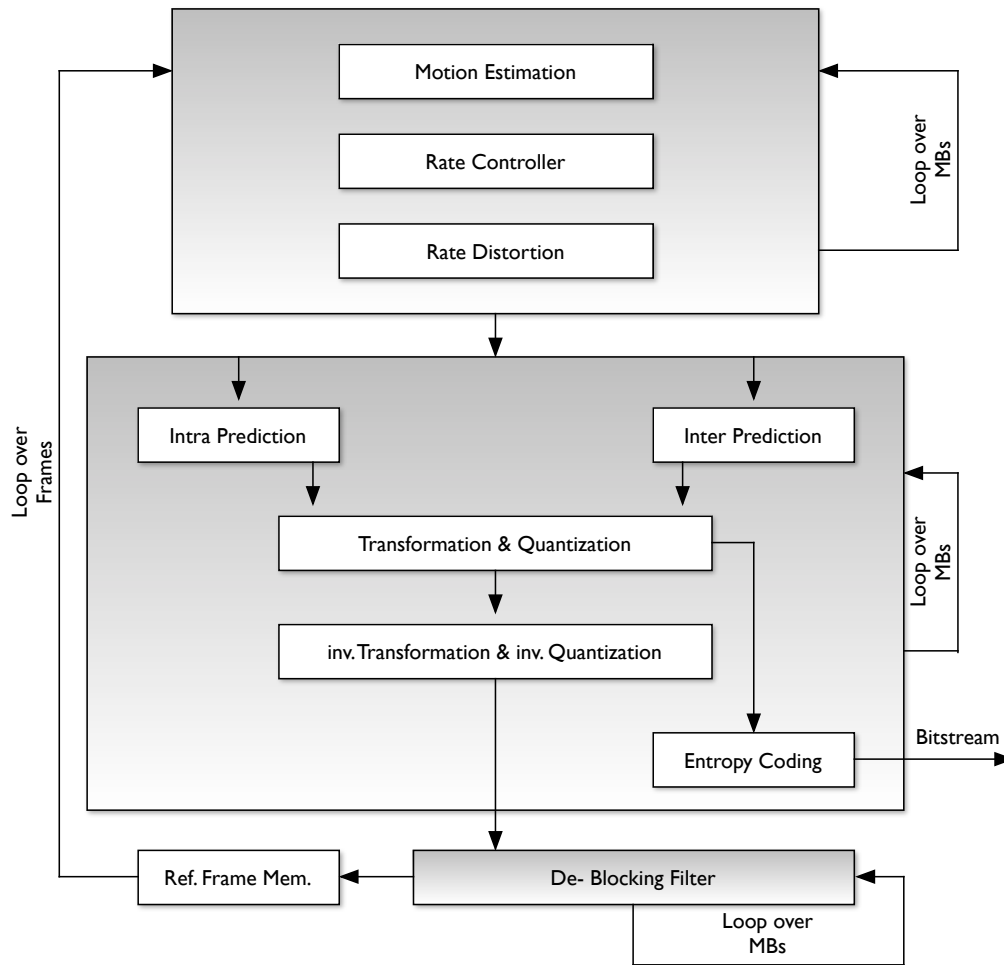 Motion Estimation
Rate Controller
Rate Distortion
Loop over
MBs
Intra Prediction
Inter Prediction
Loop over
Frames
Transformation & Quantization
Loop over
MBs
inv. Transformation & inv. Quantization
Entropy Coding
Bitstream
Ref. Frame Mem.
De- Blocking Filter
Loop over
MBs